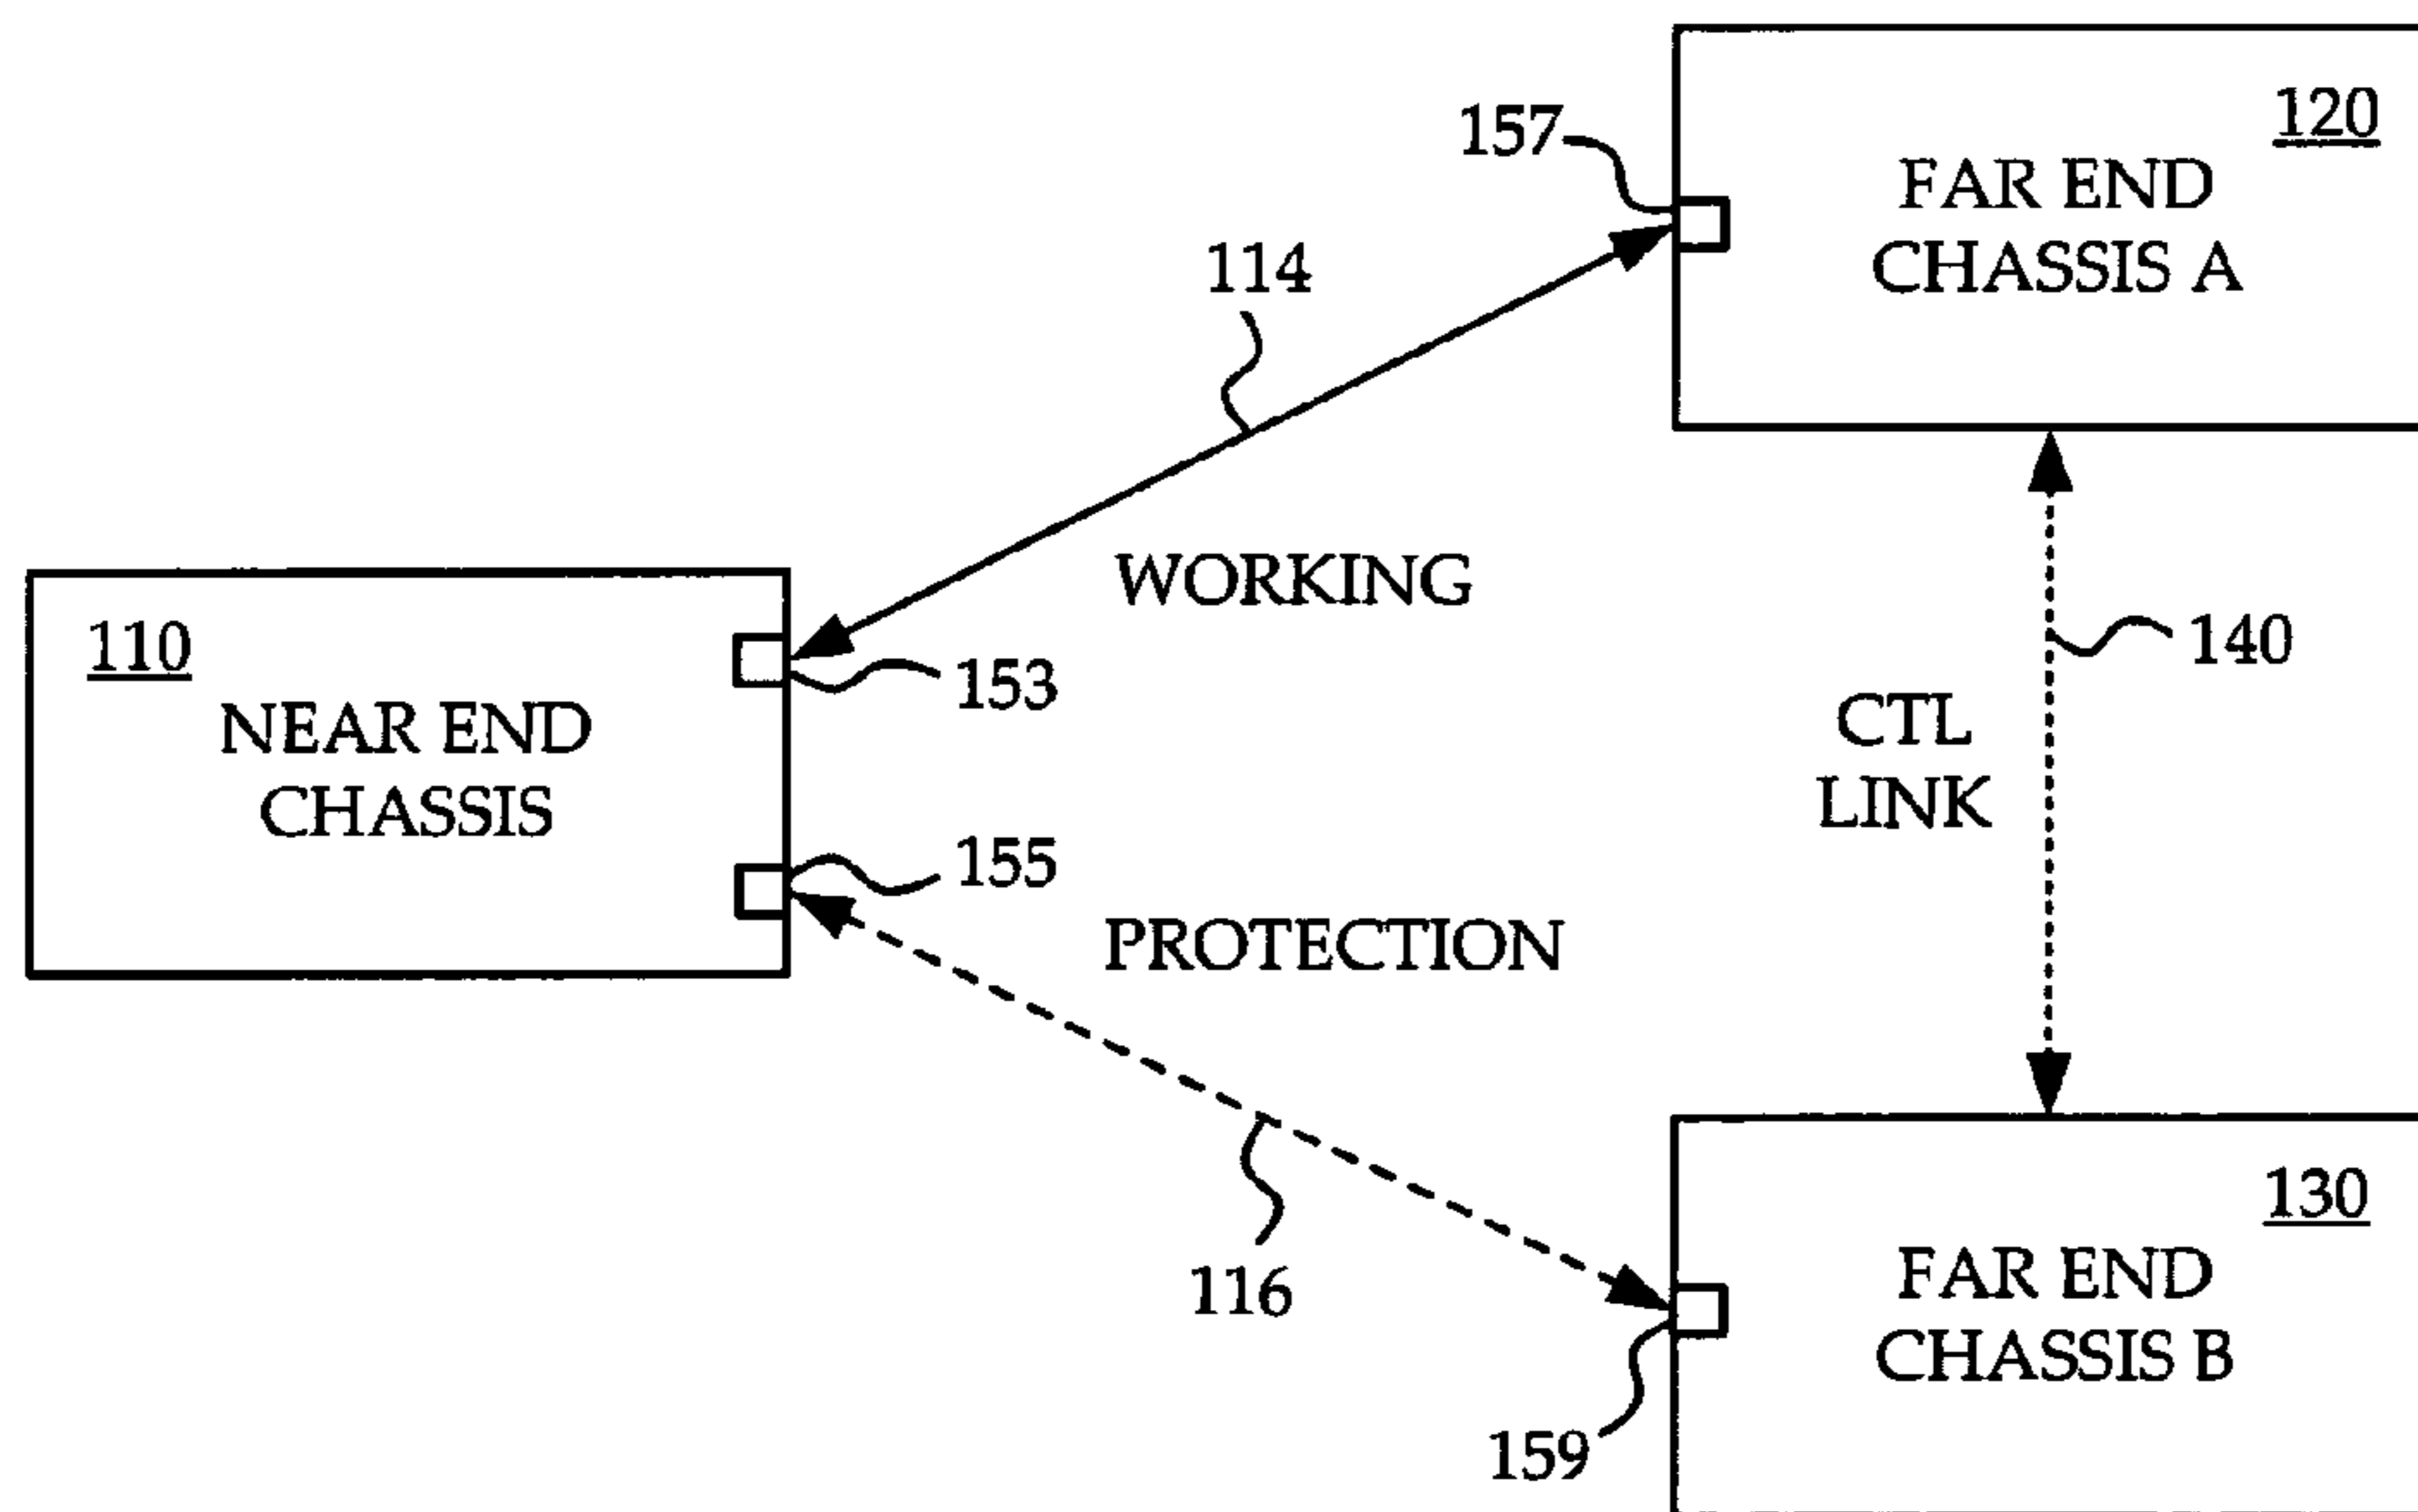 120
157
FAR END
CHASSIS A
114
WORKING
110
153
140
NEAR END
CHASSIS
CTL
LINK
155
PROTECTION
130
116
FAR END
CHASSIS B
159